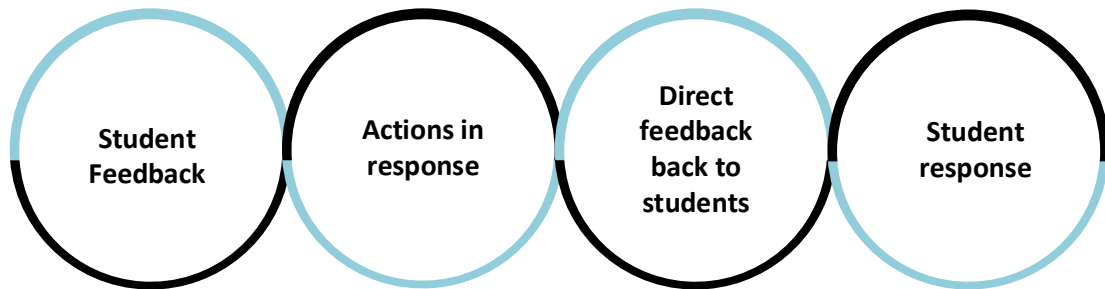 Student
Feedback
Actions in
response
Direct
feedback
back to
students
Student
response